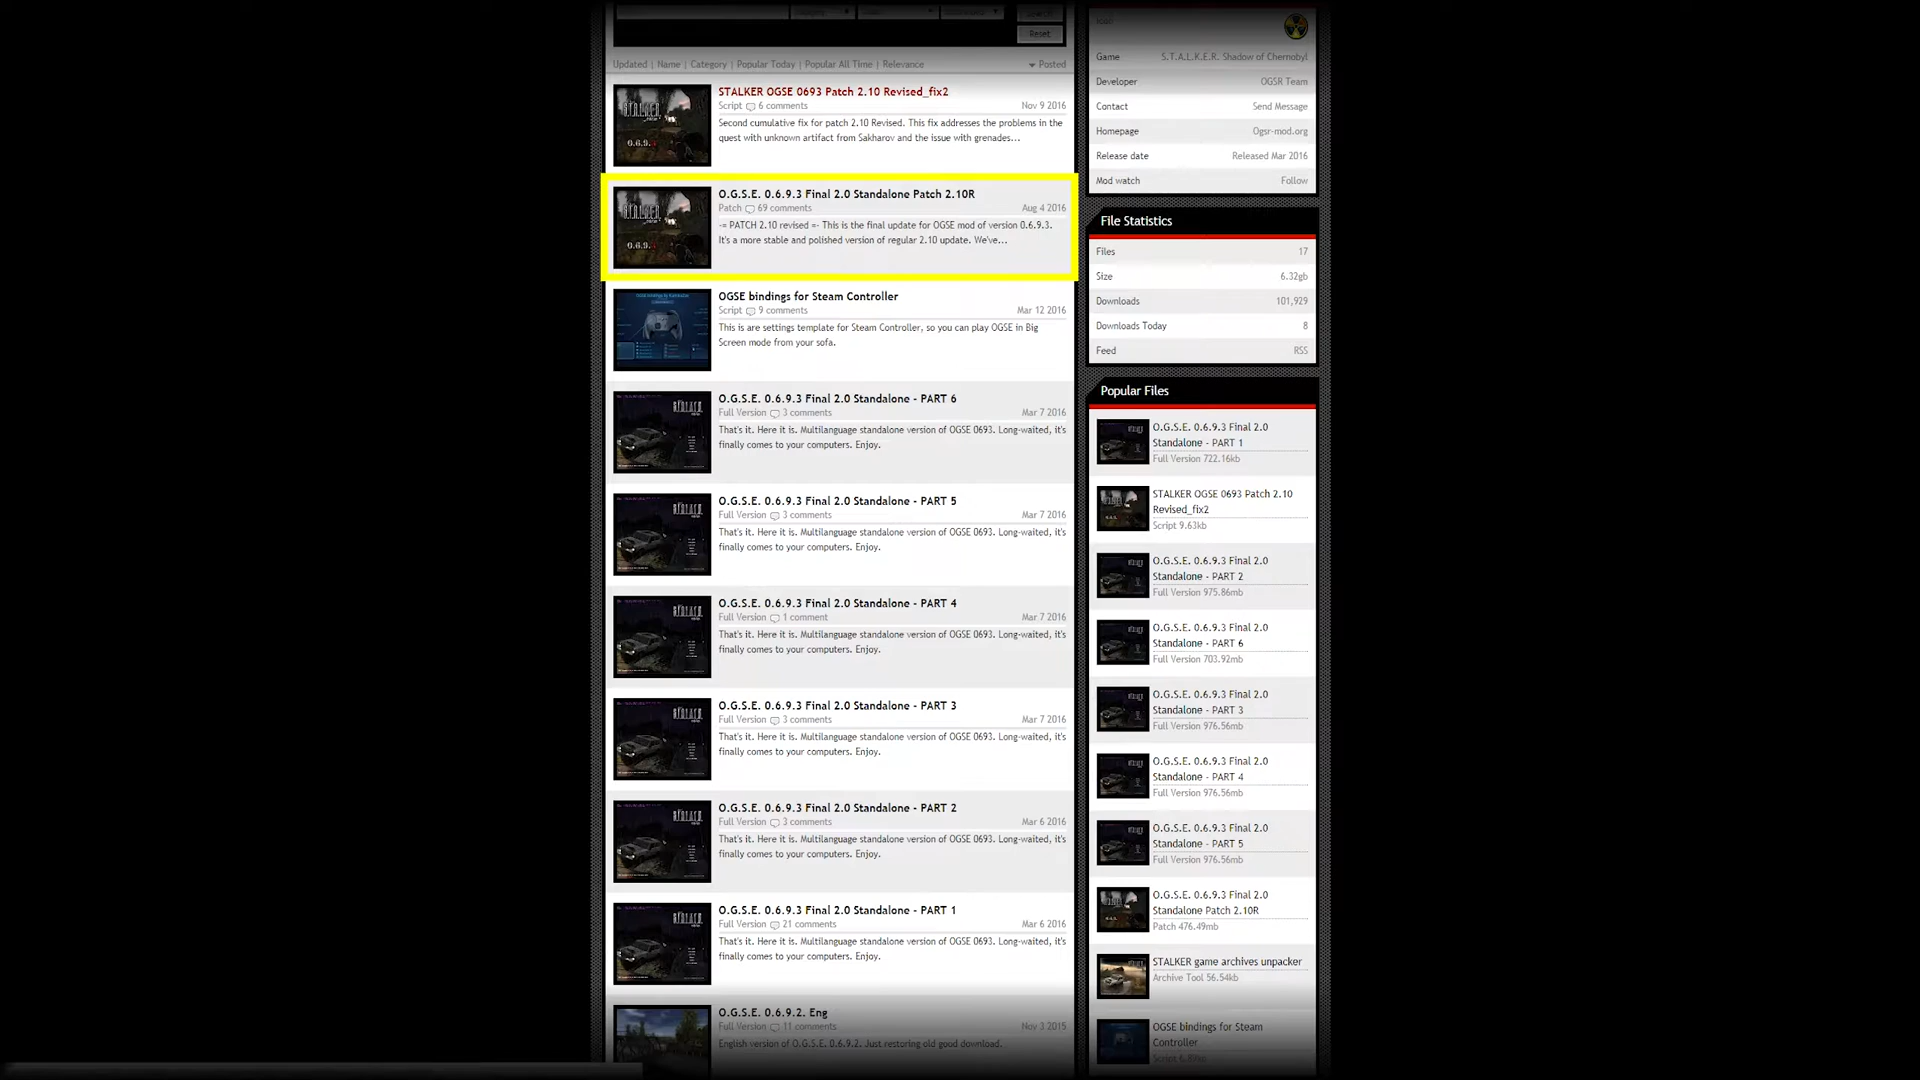 Reset
Updated | Name | Category | Popular Today | Popular All Time | Relevance
Posted
STALKER OGSE 0693 Patch 2.10 Revised_fix2
Script 6 comments
Nov 9 2016
Second cumulative fix for patch 2.10 Revised. This fix addresses the problems in the
quest with unknown artifact from Sakharov and the issue with grenades...
O.G.S.E. 0.6.9.3 Final 2.0 Standalone Patch 2.10R
Patch 69 comments
Aug 4 2016
-= PATCH 2.10 revised =- This is the final update for OGSE mod of version 0.6.9.3.
It's a more stable and polished version of regular 2.10 update. We've...
OGSE bindings for Steam Controller
Script 9 comments
Mar 12 2016
This is are settings template for Steam Controller, so you can play OGSE in Big
Screen mode from your sofa.
O.G.S.E. 0.6.9.3 Final 2.0 Standalone - PART 6
Full Version 3 comments
Mar 7 2016
That's it. Here it is. Multilanguage standalone version of OGSE 0693. Long-waited, it's
finally comes to your computers. Enjoy.
O.G.S.E. 0.6.9.3 Final 2.0 Standalone - PART 5
Full Version 3 comments
Mar 7 2016
That's it. Here it is. Multilanguage standalone version of OGSE 0693. Long-waited, it's
finally comes to your computers. Enjoy.
O.G.S.E. 0.6.9.3 Final 2.0 Standalone - PART 4
Full Version 1 comment
Mar 7 2016
That's it. Here it is. Multilanguage standalone version of OGSE 0693. Long-waited, it's
finally comes to your computers. Enjoy.
O.G.S.E. 0.6.9.3 Final 2.0 Standalone - PART 3
Full Version 3 comments
Mar 7 2016
That's it. Here it is. Multilanguage standalone version of OGSE 0693. Long-waited, it's
finally comes to your computers. Enjoy.
O.G.S.E. 0.6.9.3 Final 2.0 Standalone - PART 2
Full Version 3 comments
Mar 6 2016
That's it. Here it is. Multilanguage standalone version of OGSE 0693. Long-waited, it's
finally comes to your computers. Enjoy.
O.G.S.E. 0.6.9.3 Final 2.0 Standalone - PART 1
Full Version 21 comments
Mar 6 2016
That's it. Here it is. Multilanguage standalone version of OGSE 0693. Long-waited, it's
finally comes to your computers. Enjoy.
O.G.S.E. 0.6.9.2. Eng
Full Version 11 comments
Nov 3 2015
English version of O.G.S.E. 0.6.9.2. Just restoring old good download.
Icon
Game S.T.A.L.K.E.R. Shadow of Chernobyl
Developer OGSR Team
Contact Send Message
Homepage Ogsr-mod.org
Release date Released Mar 2016
Mod watch Follow
File Statistics
Files 17
Size 6.32gb
Downloads 101,929
Downloads Today 8
Feed RSS
Popular Files
O.G.S.E. 0.6.9.3 Final 2.0
Standalone - PART 1
Full Version 722.16kb
STALKER OGSE 0693 Patch 2.10
Revised_fix2
Script 9.63kb
O.G.S.E. 0.6.9.3 Final 2.0
Standalone - PART 2
Full Version 975.86mb
O.G.S.E. 0.6.9.3 Final 2.0
Standalone - PART 6
Full Version 703.92mb
O.G.S.E. 0.6.9.3 Final 2.0
Standalone - PART 3
Full Version 976.56mb
O.G.S.E. 0.6.9.3 Final 2.0
Standalone - PART 4
Full Version 976.56mb
O.G.S.E. 0.6.9.3 Final 2.0
Standalone - PART 5
Full Version 976.56mb
O.G.S.E. 0.6.9.3 Final 2.0
Standalone Patch 2.10R
Patch 476.49mb
STALKER game archives unpacker
Archive Tool 56.54kb
OGSE bindings for Steam
Controller
Script 6.89kb